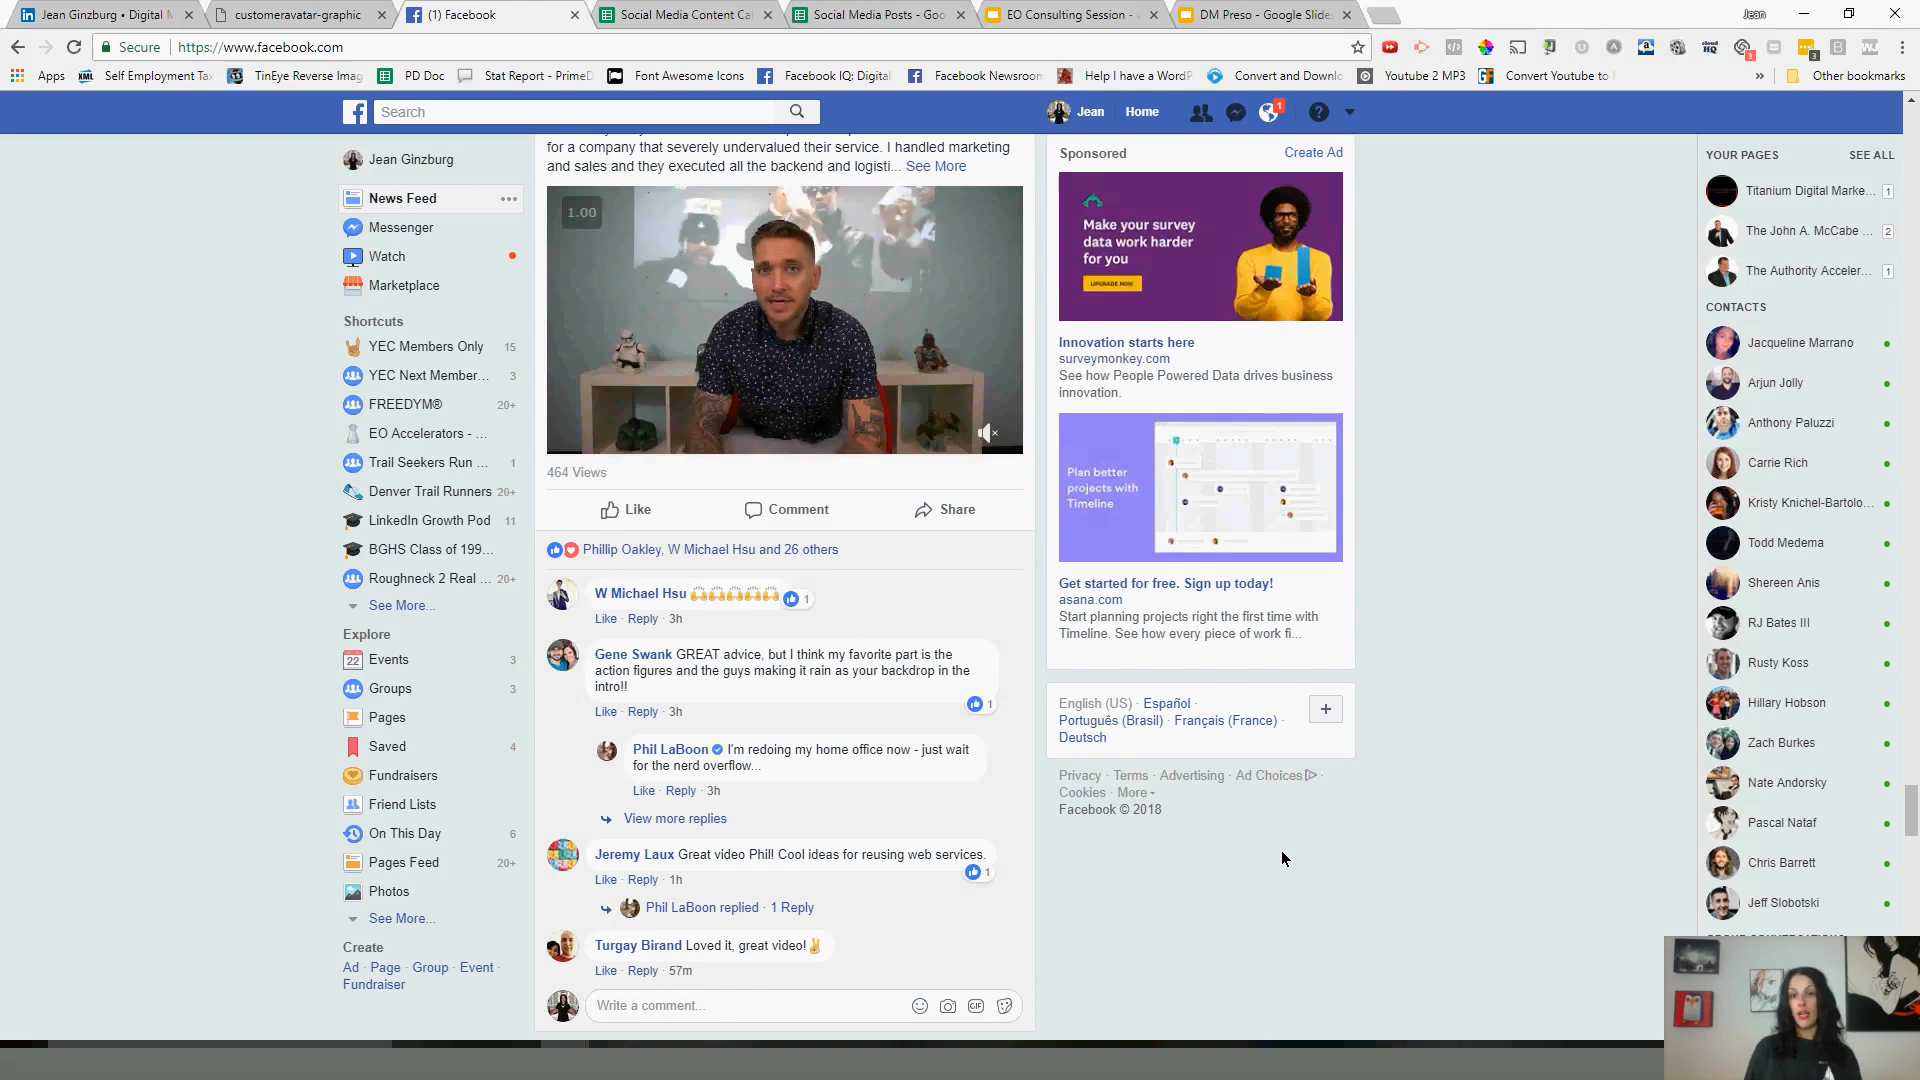 Jean Ginzburg • Digital M
customeravatar-graphic
(1) Facebook
Social Media Content Ca
Social Media Posts - Goo
EO Consulting Session -
DM Preso - Google Slide
Jean
Secure
https://www.facebook.com
Apps
Self Employment Ta
TinEye Reverse Imag
PD Doc
Stat Report - PrimeD
Font Awesome Icons
Facebook IQ: Digital
Facebook Newsroom
Help I have a WordP
Convert and Downlo
Youtube 2 MP3
Convert Youtube to
»
Other bookmarks
Search
Jean
Home
1
Jean Ginzburg
News Feed
Messenger
Watch
Marketplace
Shortcuts
YEC Members Only 15
YEC Next Member... 3
FREEDYM® 20+
EO Accelerators - ...
Trail Seekers Run ... 1
Denver Trail Runners 20+
LinkedIn Growth Pod 11
BGHS Class of 199...
Roughneck 2 Real ... 20+
See More...
Explore
22 Events 3
Groups 3
Pages
Saved 4
Fundraisers
Friend Lists
On This Day 6
Pages Feed 20+
Photos
See More...
Create
Ad · Page · Group · Event ·
Fundraiser
for a company that severely undervalued their service. I handled marketing
and sales and they executed all the backend and logisti... See More
1.00
464 Views
Like
Comment
Share
Phillip Oakley, W Michael Hsu and 26 others
W Michael Hsu 🙌🙌🙌🙌🙌 1
Like · Reply · 3h
Gene Swank GREAT advice, but I think my favorite part is the
action figures and the guys making it rain as your backdrop in the
intro!!
1
Like · Reply · 3h
Phil LaBoon I'm redoing my home office now - just wait
for the nerd overflow...
Like · Reply · 3h
View more replies
Jeremy Laux Great video Phil! Cool ideas for reusing web services.
1
Like · Reply · 1h
Phil LaBoon replied · 1 Reply
Turgay Birand Loved it, great video!✌
Like · Reply · 57m
Write a comment...
GIF
Sponsored
Create Ad
Make your survey
data work harder
for you
UPGRADE NOW
Innovation starts here
surveymonkey.com
See how People Powered Data drives business
innovation.
Plan better
projects with
Timeline
Get started for free. Sign up today!
asana.com
Start planning projects right the first time with
Timeline. See how every piece of work fi...
English (US) · Español ·
Português (Brasil) · Français (France) ·
Deutsch
+
Privacy · Terms · Advertising · Ad Choices ·
Cookies · More
Facebook © 2018
YOUR PAGES
SEE ALL
Titanium Digital Marke... 1
The John A. McCabe ... 2
The Authority Acceler... 1
CONTACTS
Jacqueline Marrano
Arjun Jolly
Anthony Paluzzi
Carrie Rich
Kristy Knichel-Bartolo...
Todd Medema
Shereen Anis
RJ Bates III
Rusty Koss
Hillary Hobson
Zach Burkes
Nate Andorsky
Pascal Nataf
Chris Barrett
Jeff Slobotski